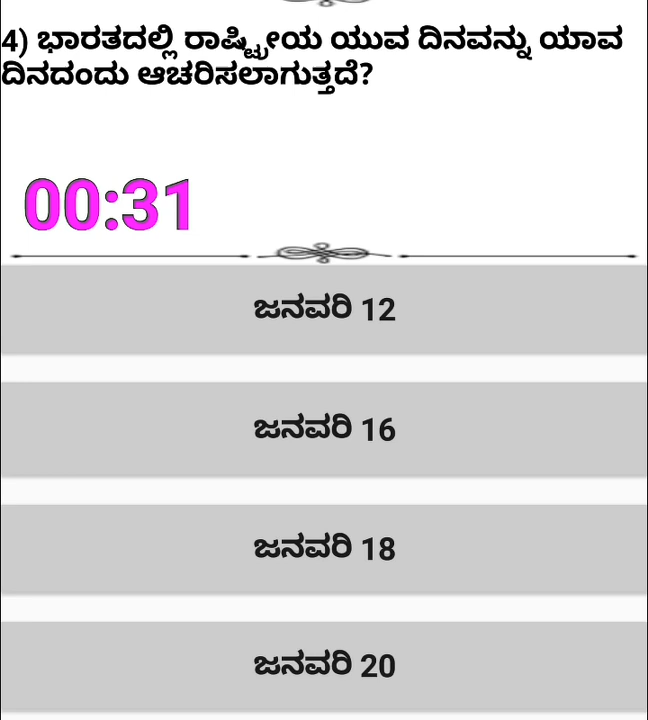 4) ಭಾರತದಲ್ಲಿ ರಾಷ್ಟ್ರೀಯ ಯುವ ದಿನವನ್ನು ಯಾವ
ದಿನದಂದು ಆಚರಿಸಲಾಗುತ್ತದೆ?
00:31
ಜನವರಿ 12
ಜನವರಿ 16
ಜನವರಿ 18
ಜನವರಿ 20